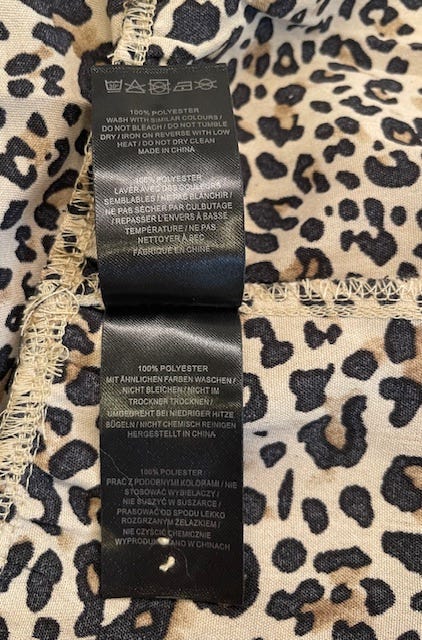 100% POLYESTER
WASH WITH SIMILAR COLOURS /
DO NOT BLEACH / DO NOT TUMBLE
DRY / IRON ON REVERSE WITH LOW
HEAT / DO NOT DRY CLEAN
MADE IN CHINA
100% POLYESTER
LAVER AVEC DES COULEURS
SEMBLABLES / NE PAS BLANCHIR /
NE PAS SÉCHER PAR CULBUTAGE
/ REPASSER L'ENVERS À BASSE
TEMPÉRATURE / NE PAS
NETTOYER À SEC
FABRIQUÉ EN CHINE
100% POLYESTER
MIT ÄHNLICHEN FARBEN WASCHEN /
NICHT BLEICHEN / NICHT IM
TROCKNER TROCKNEN /
UMGEDREHT BEI NIEDRIGER HITZE
BÜGELN / NICHT CHEMISCH REINIGEN
HERGESTELLT IN CHINA
100% POLIESTER
PRAĆ Z PODOBNYMI KOLORAMI / NIE
STOSOWAĆ WYBIELACZY /
NIE SUSZYĆ W SUSZARCE /
PRASOWAĆ OD SPODU LEKKO
ROZGRZANYM ŻELAZKIEM /
NIE CZYŚCIĆ CHEMICZNIE
WYPRODUKOWANO W CHINACH